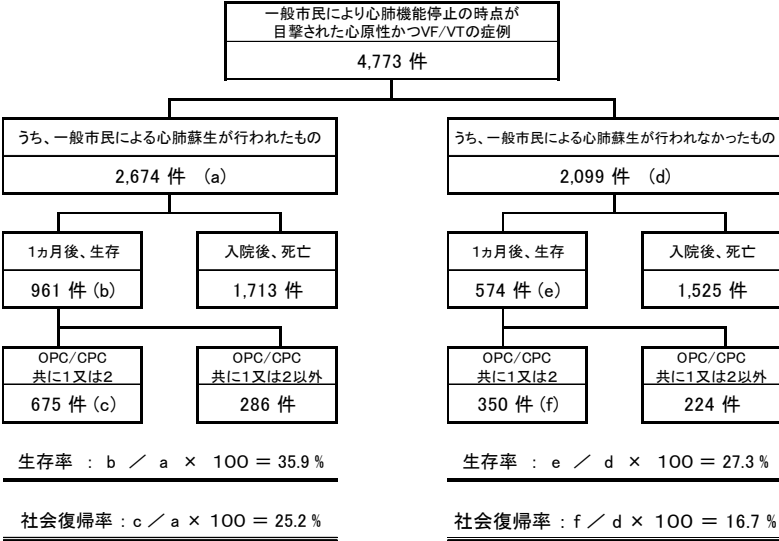 一般市民により心肺機能停止の時点が
目撃された心原性かつVF/VTの症例
4,773 件
うち、一般市民による心肺蘇生が行われたもの
2,674 件 (a)
うち、一般市民による心肺蘇生が行われなかったもの
2,099 件 (d)
1ヵ月後、生存
961 件 (b)
入院後、死亡
1,713 件
1ヵ月後、生存
574 件 (e)
入院後、死亡
1,525 件
OPC/CPC
共に1又は2
675 件 (c)
OPC/CPC
共に1又は2以外
286 件
OPC/CPC
共に1又は2
350 件 (f)
OPC/CPC
共に1又は2以外
224 件
生存率 : b / a × 100 = 35.9 %
生存率 : e / d × 100 = 27.3 %
社会復帰率 : c / a × 100 = 25.2 %
社会復帰率 : f / d × 100 = 16.7 %